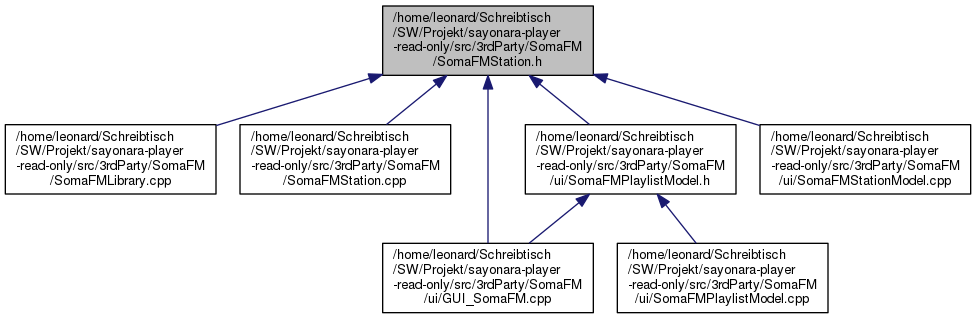 /home/leonard/Schreibtisch
/SW/Projekt/sayonara-player
-read-only/src/3rdParty/SomaFM
/SomaFMStation.h
/home/leonard/Schreibtisch
/SW/Projekt/sayonara-player
-read-only/src/3rdParty/SomaFM
/SomaFMLibrary.cpp
/home/leonard/Schreibtisch
/SW/Projekt/sayonara-player
-read-only/src/3rdParty/SomaFM
/SomaFMStation.cpp
/home/leonard/Schreibtisch
/SW/Projekt/sayonara-player
-read-only/src/3rdParty/SomaFM
/ui/SomaFMPlaylistModel.h
/home/leonard/Schreibtisch
/SW/Projekt/sayonara-player
-read-only/src/3rdParty/SomaFM
/ui/SomaFMStationModel.cpp
/home/leonard/Schreibtisch
/SW/Projekt/sayonara-player
-read-only/src/3rdParty/SomaFM
/ui/GUI_SomaFM.cpp
/home/leonard/Schreibtisch
/SW/Projekt/sayonara-player
-read-only/src/3rdParty/SomaFM
/ui/SomaFMPlaylistModel.cpp